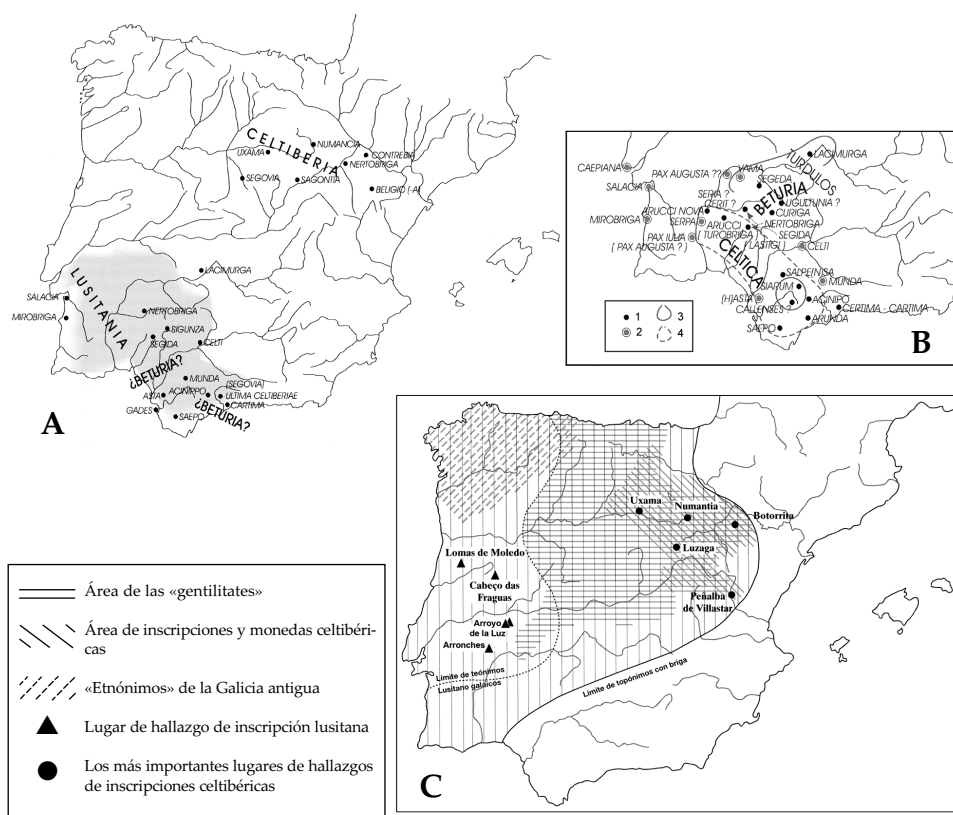 CELTIBERIA
NUMANCIA
UXAMA
CONTREBIA
NERTOBRIGA
SEGOVIA
SAGONTIA
BELIGIO (-A)
LUSITANIA
LACIMURGA
SALACIA
NERTOBRIGA
MIROBRIGA
SIGUNZA
SEGIDA
CELTI
¿BETURIA?
MUNDA
(SEGOVIA)
ASTA
ACINIPPO
ULTIMA CELTIBERIAE
GADES
¿BETURIA?
CARTIMA
SAEPO
A
TURDULOS
LACIMURGA
CAEPIANA
PAX AUGUSTA ??
VAMA
SEGEDA
SALACIA
SERIA ?
BETURIA
UGULTUNIA ?
ARUCCI NOVA
CERIT ?
CURIGA
MIROBRIGA
SERPA
ARUCCI
NERTOBRIGA
( TUROBRIGA
SEGIDA
PAX IULIA
( LASTIGI )
CELTI
( PAX AUGUSTA ? )
CELTICA
SALPE(N)SA
MUNDA
SIARUM
(H)ASTA
ACINIPO
CALLENSES ?
CERTIMA - CARTIMA
ARUNDA
SAEPO
1 3
2 4
B
Uxama
Numantia
Botorrita
Luzaga
Lomas de Moledo
Cabeço das
Fraguas
Peñalba
de Villastar
Arroyo
de la Luz
Arronches
Límite de teónimos
Lusitano galaicos
Límite de topónimos con briga
C
Área de las «gentilitates»
Área de inscripciones y monedas celtibéri-
cas
«Etnónimos» de la Galicia antigua
Lugar de hallazgo de inscripción lusitana
Los más importantes lugares de hallazgos
de inscripciones celtibéricas